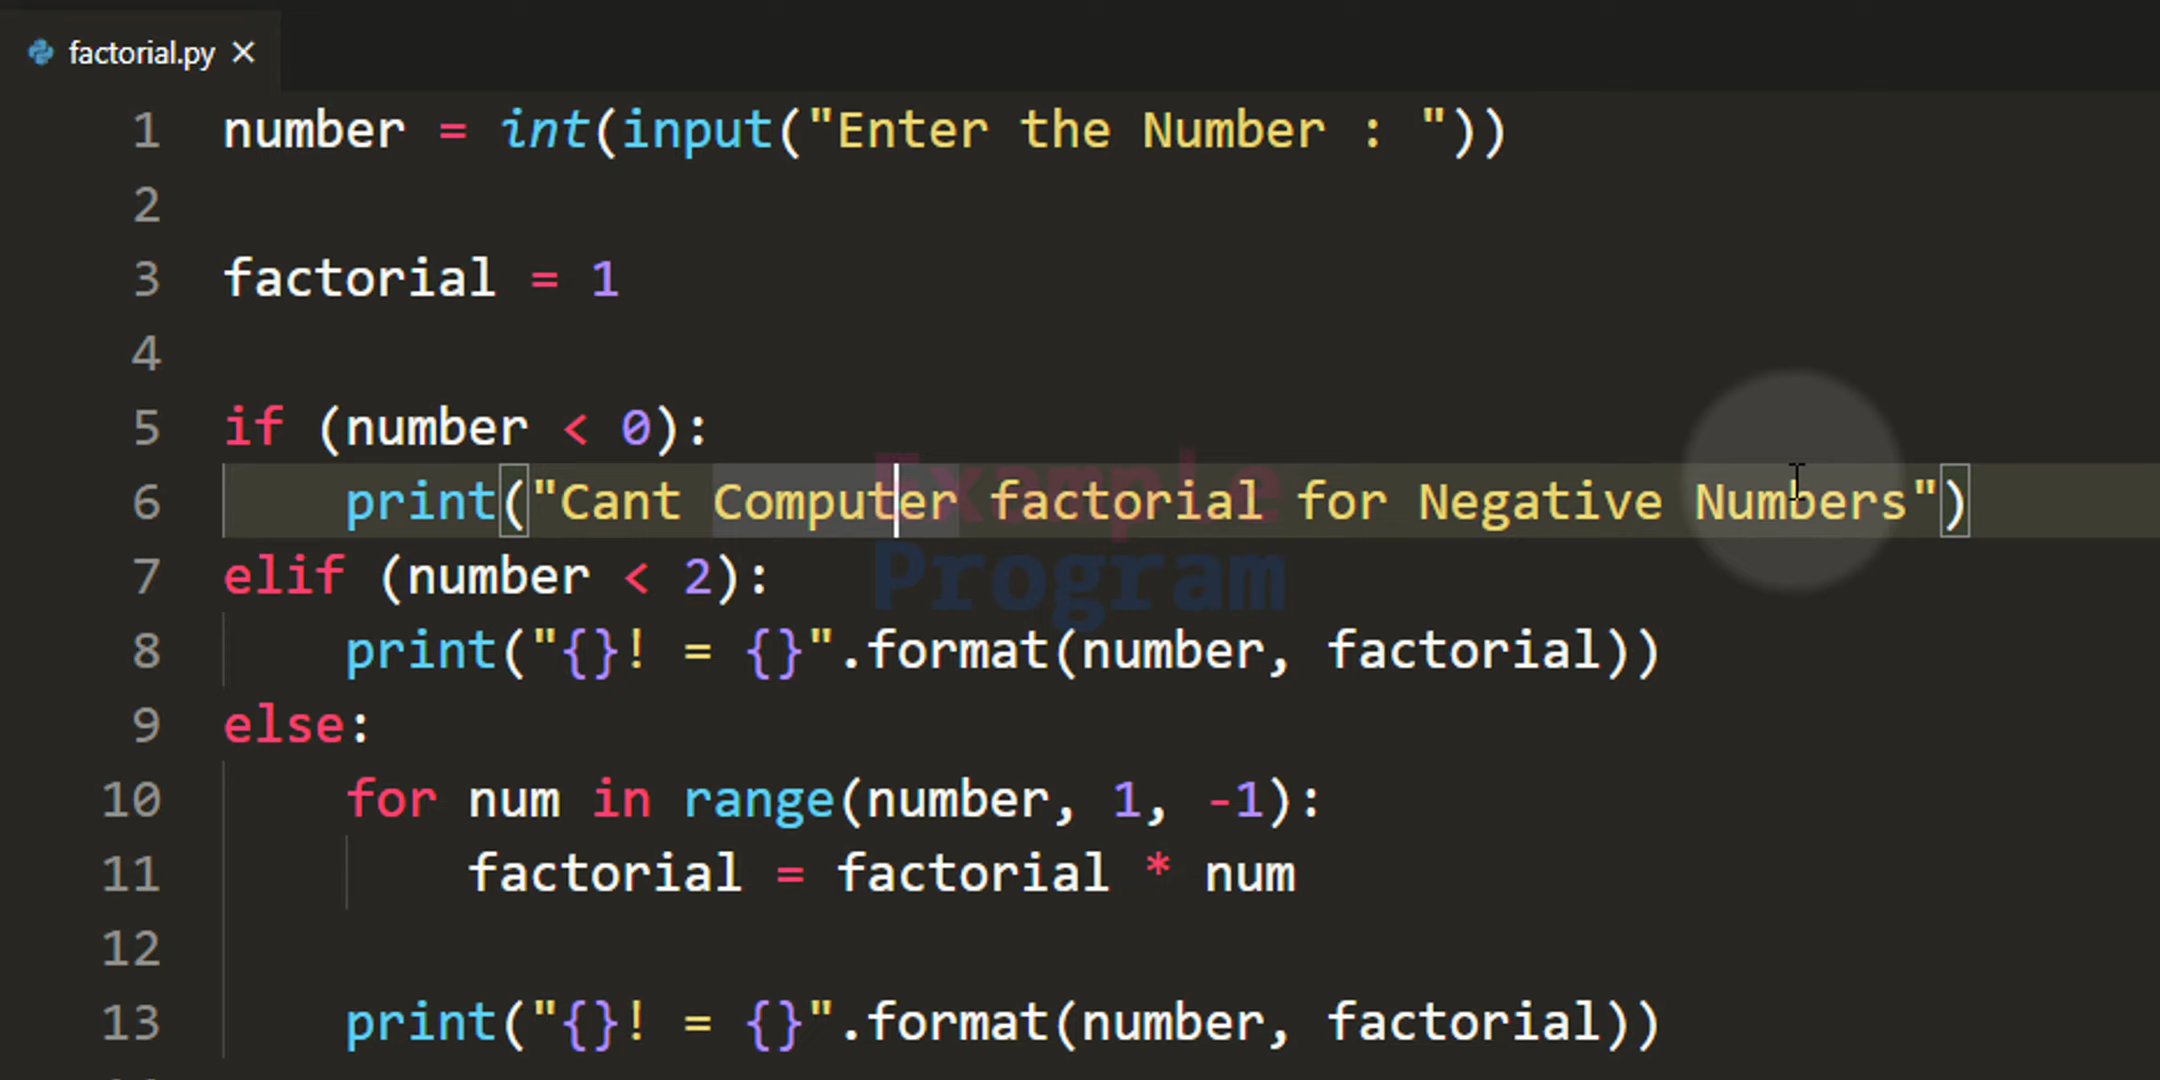 factorial.py
1 number = int(input("Enter the Number : "))
2
3 factorial = 1
4
5 if (number < 0):
6     print("Cant Computer factorial for Negative Numbers")
7 elif (number < 2):
8     print("{}! = {}".format(number, factorial))
9 else:
10     for num in range(number, 1, -1):
11         factorial = factorial * num
12
13     print("{}! = {}".format(number, factorial))
Example
Program